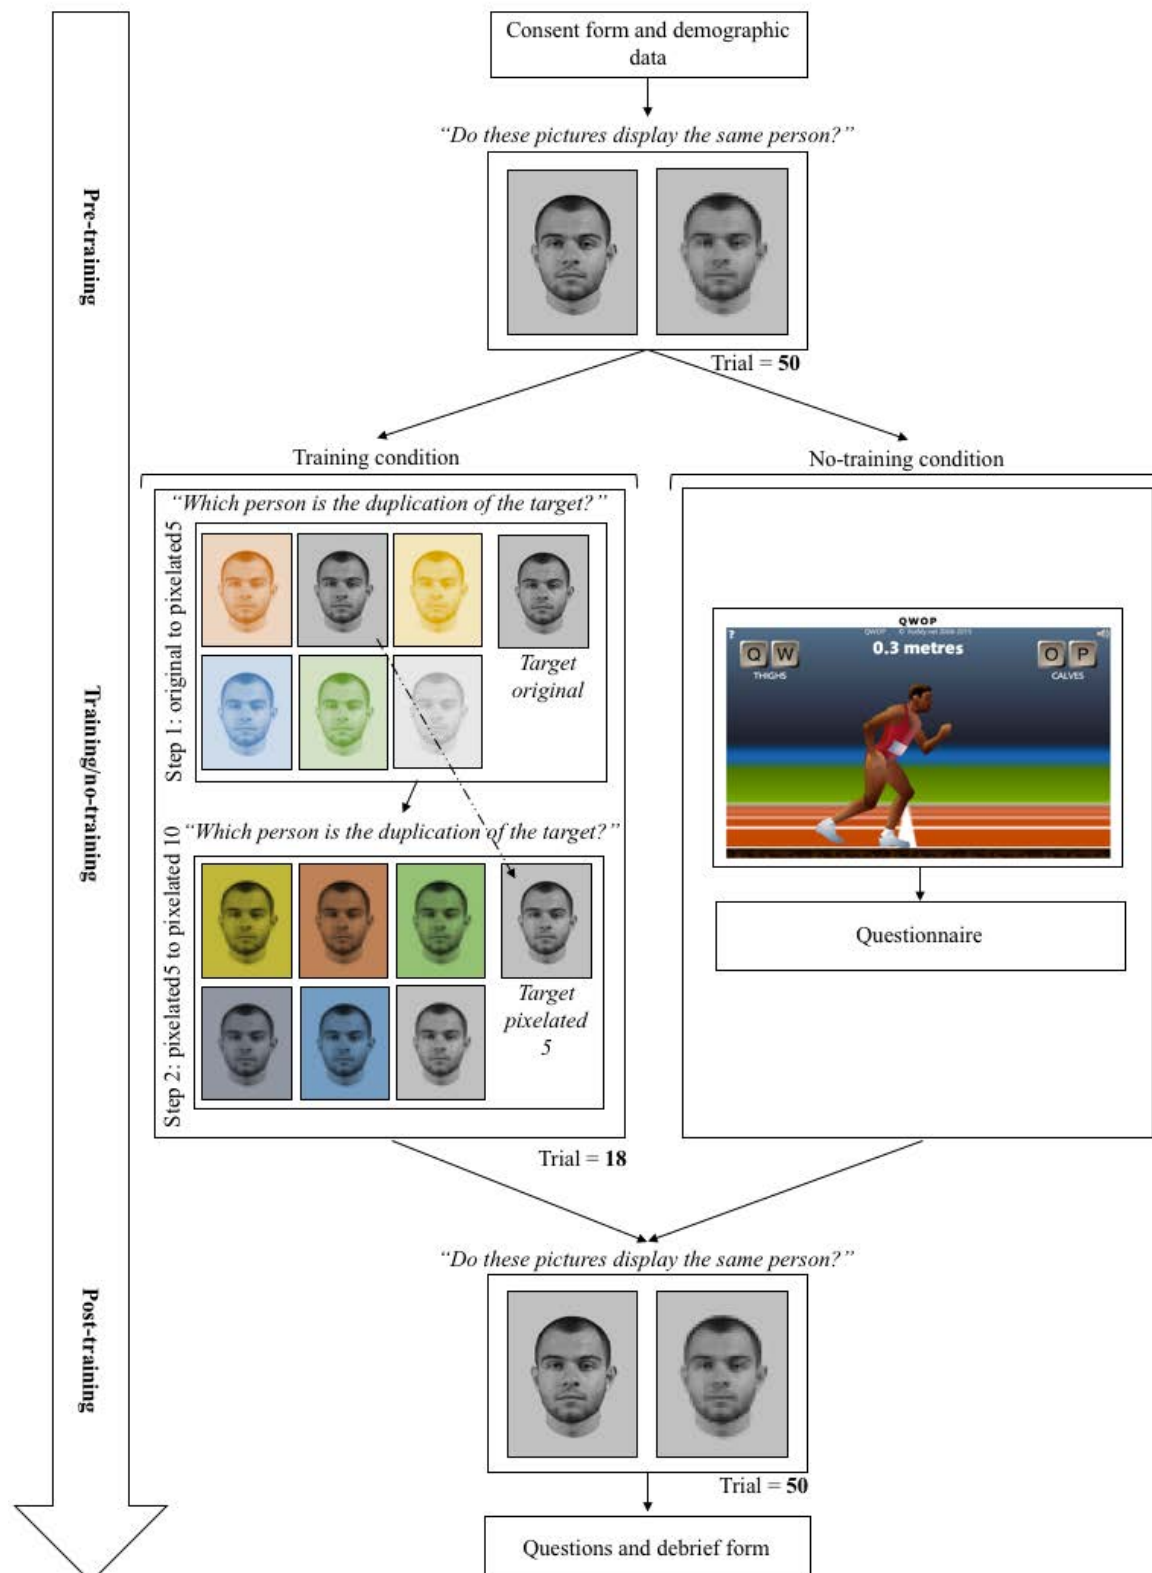 Consent form and demographic
data
“Do these pictures display the same person?”
Trial = 50
Pre-training
Training condition
No-training condition
“Which person is the duplication of the target?”
Step 1: original to pixelated5
Target
original
“Which person is the duplication of the target?”
Step 2: pixelated5 to pixelated 10
Target
pixelated
5
Trial = 18
QWOP
?
0.3 metres
Q W
O P
THIGHS
CALVES
Questionnaire
Training/no-training
“Do these pictures display the same person?”
Trial = 50
Post-training
Questions and debrief form